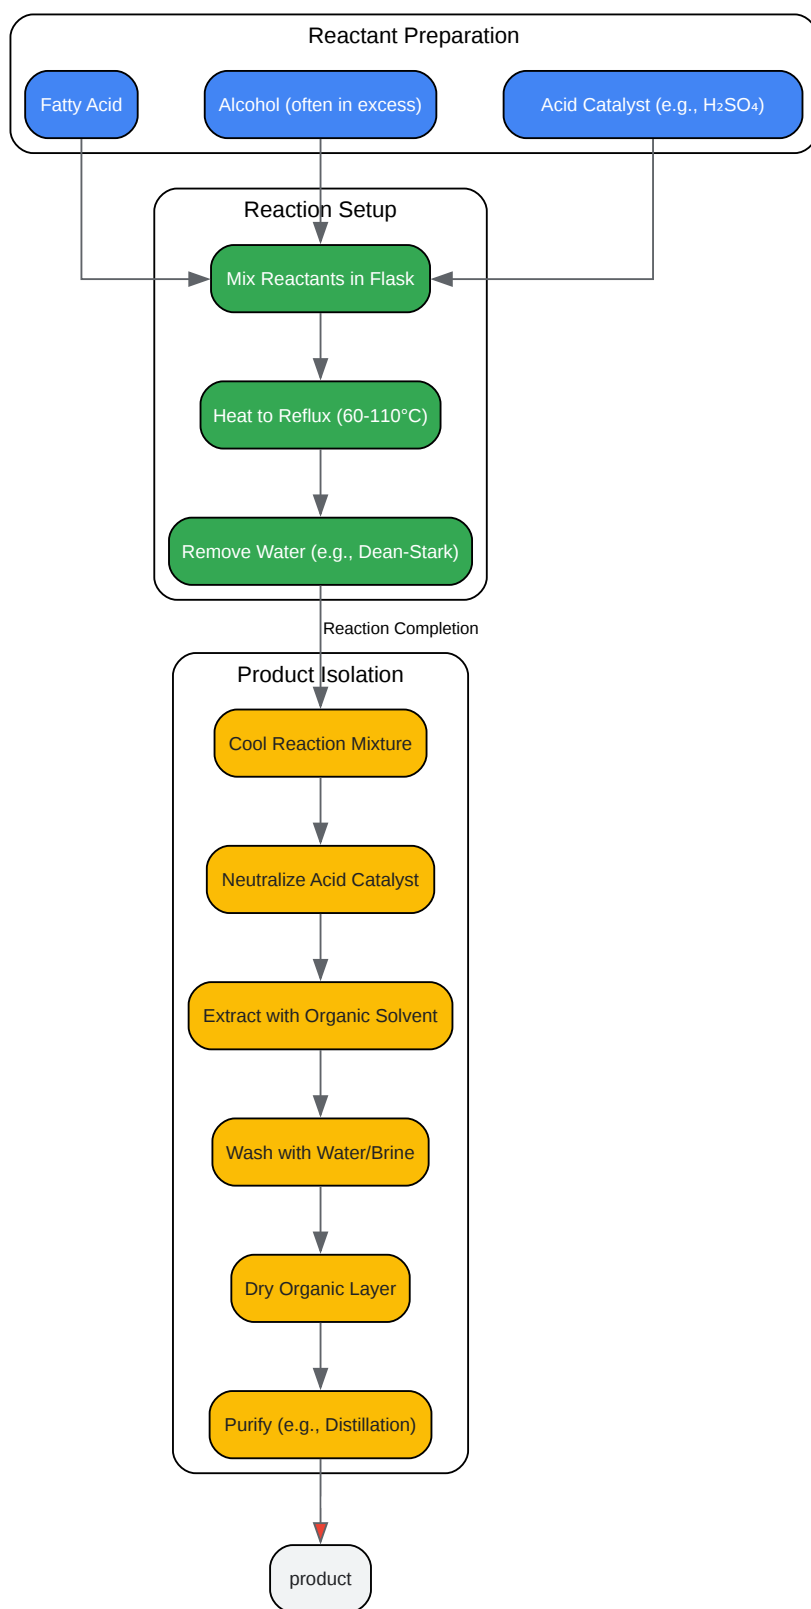 Reactant Preparation
Fatty Acid
Alcohol (often in excess)
Acid Catalyst (e.g., H₂SO₄)
Reaction Setup
Mix Reactants in Flask
Heat to Reflux (60-110°C)
Remove Water (e.g., Dean-Stark)
Reaction Completion
Product Isolation
Cool Reaction Mixture
Neutralize Acid Catalyst
Extract with Organic Solvent
Wash with Water/Brine
Dry Organic Layer
Purify (e.g., Distillation)
product